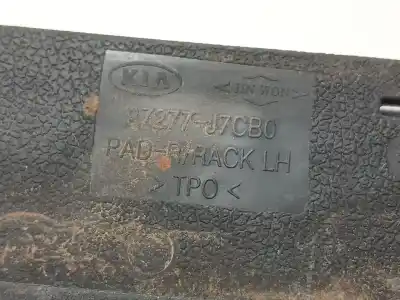 KIA
87277-J7CB0
PAD-R/RACK LH
> TPO <